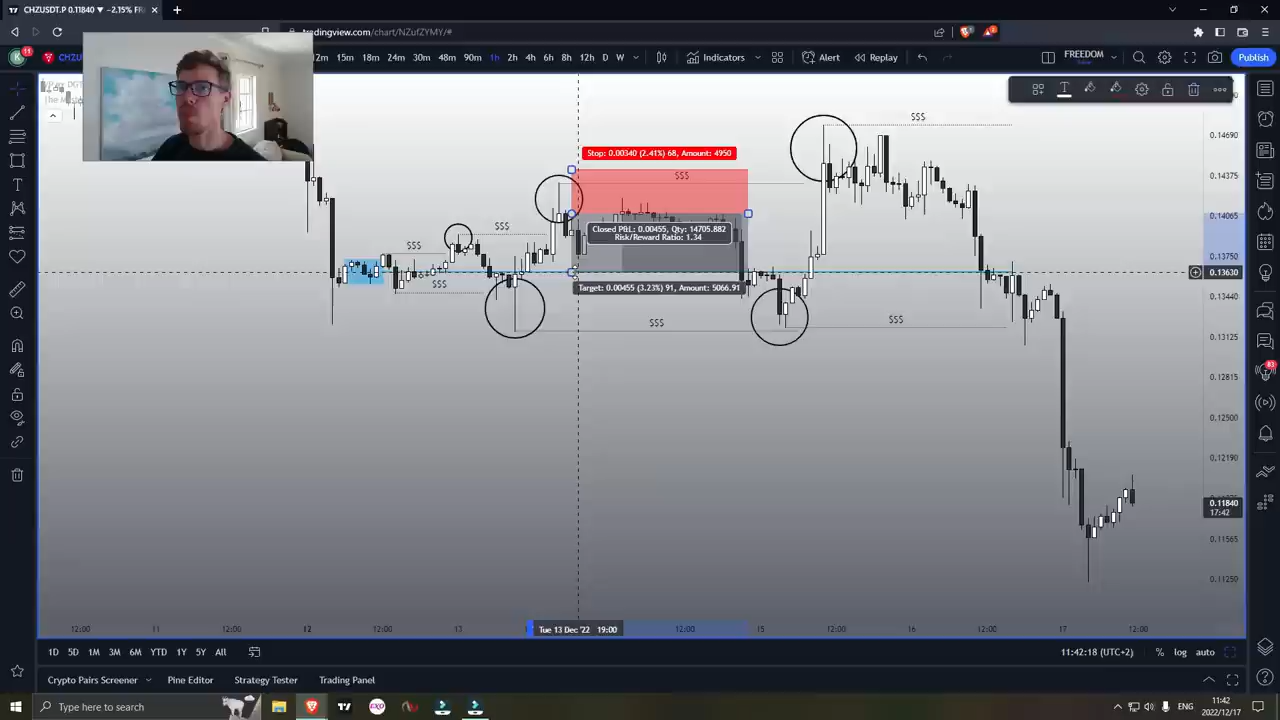 CHZUSDT.P 0.11840 ▼ −2.15% FR
tradingview.com/chart/NZufZYMY/#
K 11 CHZU
2m 15m 18m 24m 48m 90m 1h 2h 3h 4h 6h 8h 12h D W Indicators Alert Replay FREEDOM Publish
$$$
0.14690
Stop: 0.00340 (2.41%) 68, Amount: 4950
$$$
0.14375
0.14065
$$$
Closed P&L: 0.00455, Qty: 14705.882
Risk/Reward Ratio: 1.34
$$$
0.13750
0.13630
$$$
Target: 0.00455 (3.23%) 91, Amount: 5066.91
0.13440
$$$
$$$
0.13125
0.12815
83
0.12500
0.12190
0.11840
17:42
0.11565
0.11250
12:00 11 12:00 12 12:00 13 Tue 13 Dec '22 19:00 12:00 15 12:00 16 12:00 17 12:00
1D 5D 1M 3M 6M YTD 1Y 5Y All 11:42:18 (UTC+2) % log auto
Crypto Pairs Screener Pine Editor Strategy Tester Trading Panel
Type here to search EXO ENG 11:42
2022/12/17